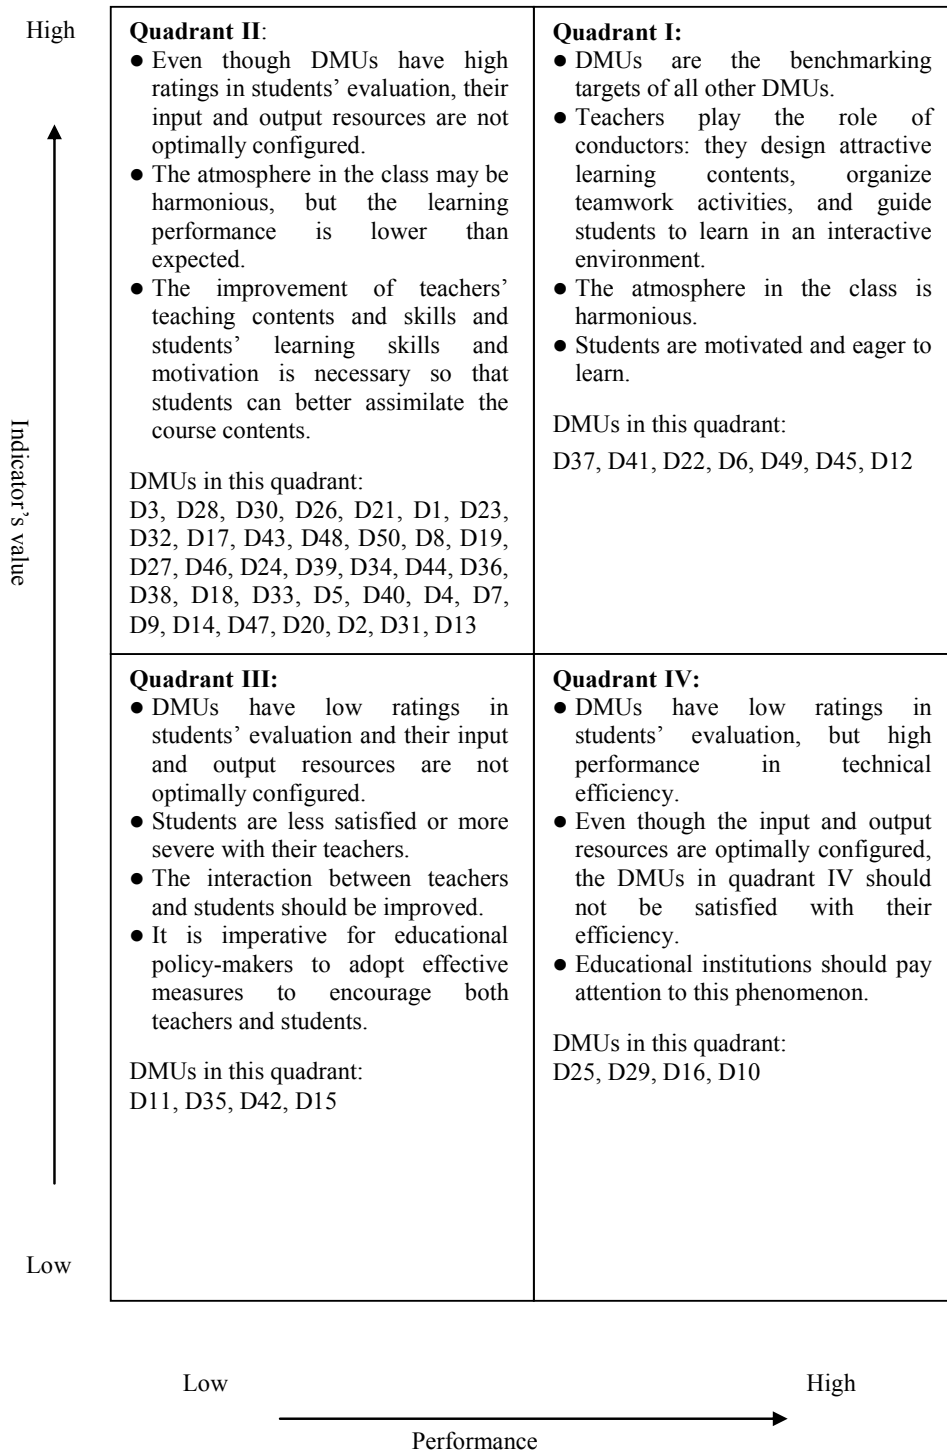 High
Quadrant II:
● Even though DMUs have high
ratings in students’ evaluation, their
input and output resources are not
optimally configured.
● The atmosphere in the class may be
harmonious, but the learning
performance is lower than
expected.
● The improvement of teachers’
teaching contents and skills and
students’ learning skills and
motivation is necessary so that
students can better assimilate the
course contents.
DMUs in this quadrant:
D3, D28, D30, D26, D21, D1, D23,
D32, D17, D43, D48, D50, D8, D19,
D27, D46, D24, D39, D34, D44, D36,
D38, D18, D33, D5, D40, D4, D7,
D9, D14, D47, D20, D2, D31, D13
Quadrant I:
● DMUs are the benchmarking
targets of all other DMUs.
● Teachers play the role of
conductors: they design attractive
learning contents, organize
teamwork activities, and guide
students to learn in an interactive
environment.
● The atmosphere in the class is
harmonious.
● Students are motivated and eager to
learn.
DMUs in this quadrant:
D37, D41, D22, D6, D49, D45, D12
Indicator’s value
Quadrant III:
● DMUs have low ratings in
students’ evaluation and their input
and output resources are not
optimally configured.
● Students are less satisfied or more
severe with their teachers.
● The interaction between teachers
and students should be improved.
● It is imperative for educational
policy-makers to adopt effective
measures to encourage both
teachers and students.
DMUs in this quadrant:
D11, D35, D42, D15
Quadrant IV:
● DMUs have low ratings in
students’ evaluation, but high
performance in technical
efficiency.
● Even though the input and output
resources are optimally configured,
the DMUs in quadrant IV should
not be satisfied with their
efficiency.
● Educational institutions should pay
attention to this phenomenon.
DMUs in this quadrant:
D25, D29, D16, D10
Low
Low
High
Performance